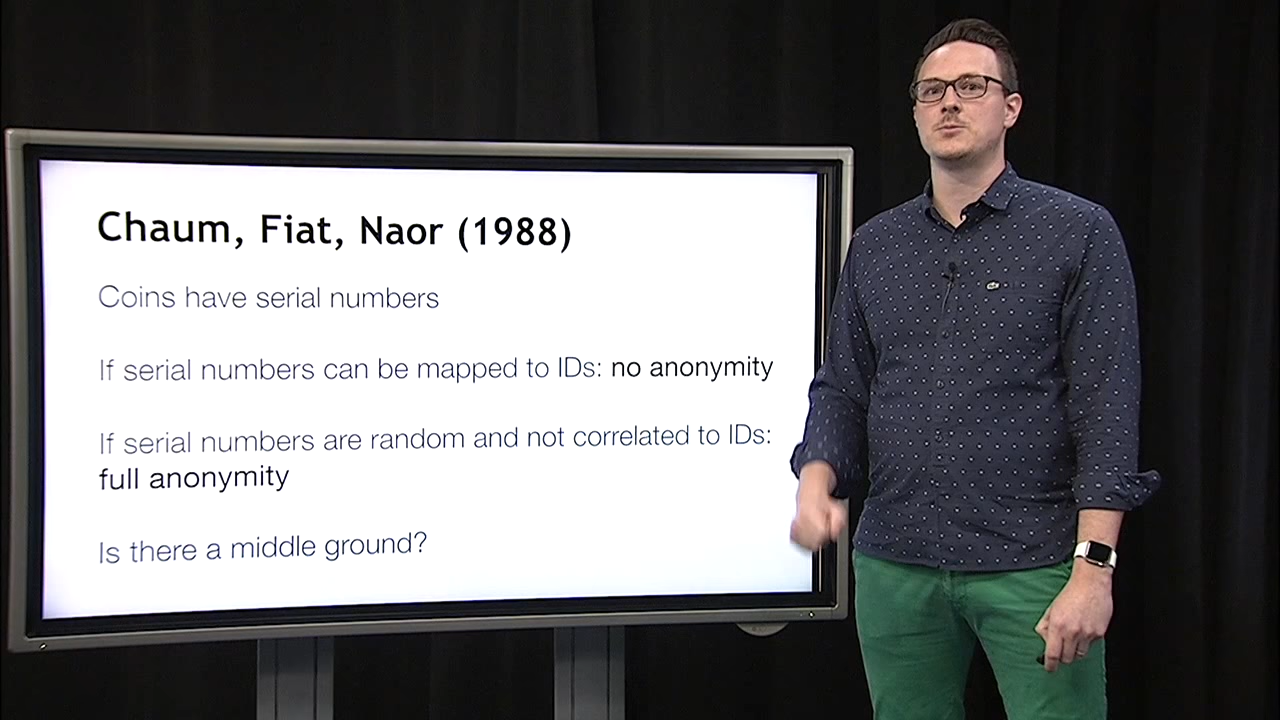 Chaum, Fiat, Naor (1988)
Coins have serial numbers
If serial numbers can be mapped to IDs: no anonymity
If serial numbers are random and not correlated to IDs:
full anonymity
Is there a middle ground?